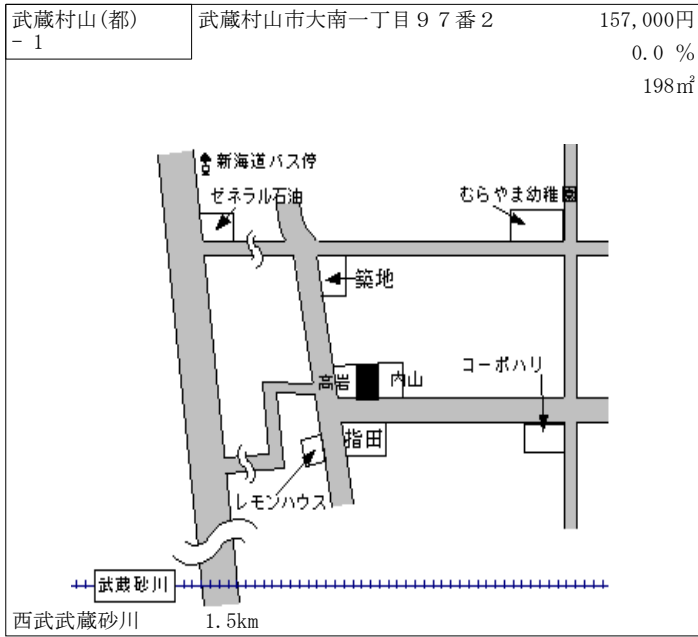 武蔵村山(都)
－１
武蔵村山市大南一丁目９７番２
157,000円
0.0 ％
198㎡
新海道バス停
ゼネラル石油
むらやま幼稚園
築地
コーポハリ
高岩
内山
指田
レモンハウス
武蔵砂川
西武武蔵砂川 1.5km